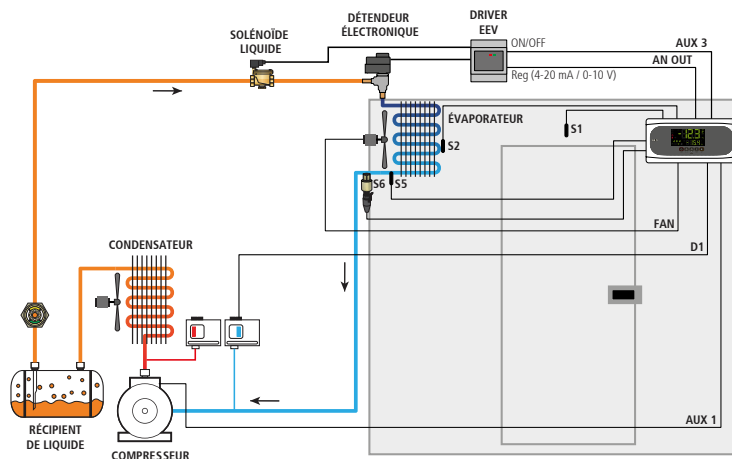 SOLÉNOÏDE
LIQUIDE
DÉTENDEUR
ÉLECTRONIQUE
DRIVER
EEV
ON/OFF
AUX 3
AN OUT
Reg (4-20 mA / 0-10 V)
ÉVAPORATEUR
S1
S2
S6
S5
FAN
D1
CONDENSATEUR
AUX 1
RÉCIPIENT
DE LIQUIDE
COMPRESSEUR